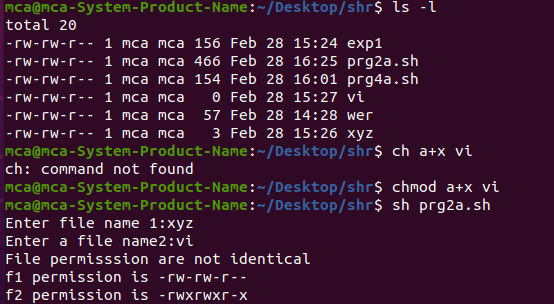 mca@mca-System-Product-Name:~/Desktop/shr$ ls -l
total 20
-rw-rw-r-- 1 mca mca 156 Feb 28 15:24 exp1
-rw-rw-r-- 1 mca mca 466 Feb 28 16:25 prg2a.sh
-rw-rw-r-- 1 mca mca 154 Feb 28 16:01 prg4a.sh
-rw-rw-r-- 1 mca mca   0 Feb 28 15:27 vi
-rw-rw-r-- 1 mca mca  57 Feb 28 14:28 wer
-rw-rw-r-- 1 mca mca   3 Feb 28 15:26 xyz
mca@mca-System-Product-Name:~/Desktop/shr$ ch a+x vi
ch: command not found
mca@mca-System-Product-Name:~/Desktop/shr$ chmod a+x vi
mca@mca-System-Product-Name:~/Desktop/shr$ sh prg2a.sh
Enter file name 1:xyz
Enter a file name2:vi
File permisssion are not identical
f1 permission is -rw-rw-r--
f2 permission is -rwxrwxr-x